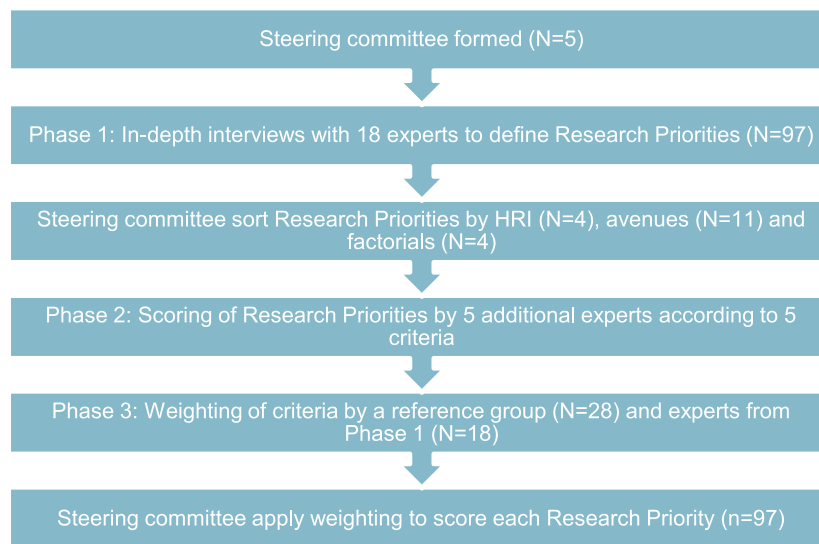 Steering committee formed (N=5)
Phase 1: In-depth interviews with 18 experts to define Research Priorities (N=97)
Steering committee sort Research Priorities by HRI (N=4), avenues (N=11) and
factorials (N=4)
Phase 2: Scoring of Research Priorities by 5 additional experts according to 5
criteria
Phase 3: Weighting of criteria by a reference group (N=28) and experts from
Phase 1 (N=18)
Steering committee apply weighting to score each Research Priority (n=97)